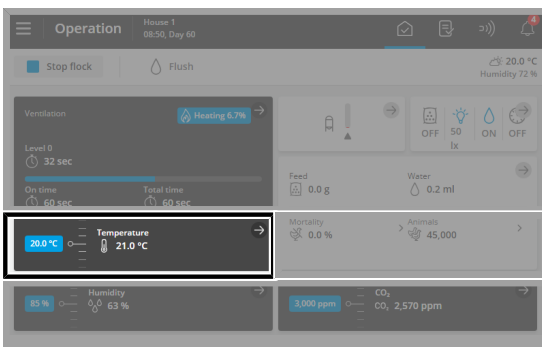 Operation
House 1
08:50, Day 60
4
Stop flock
Flush
20.0 °C
Humidity 72 %
Ventilation
Heating 6.7%
Level 0
32 sec
On time
60 sec
Total time
60 sec
OFF
50
lx
ON
OFF
Feed
0.0 g
Water
0.2 ml
20.0 °C
Temperature
21.0 °C
Mortality
0.0 %
Animals
45,000
85 %
Humidity
63 %
3,000 ppm
CO₂
CO₂ 2,570 ppm